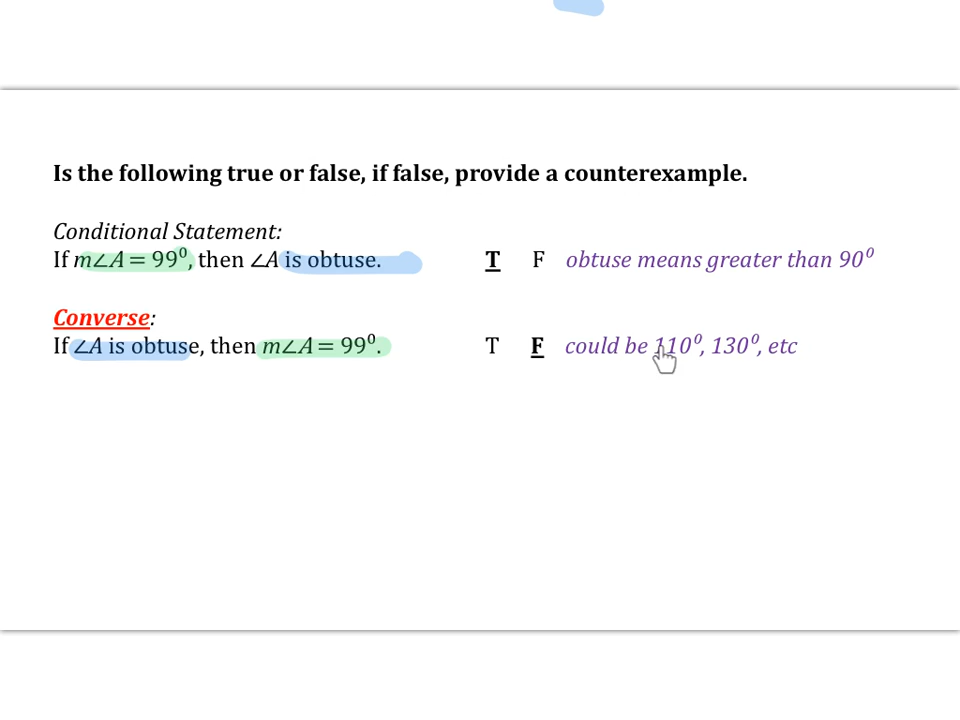 Is the following true or false, if false, provide a counterexample.
Conditional Statement:
If m∠A = 99⁰, then ∠A is obtuse. T F obtuse means greater than 90⁰
Converse:
If ∠A is obtuse, then m∠A = 99⁰. T F could be 110⁰, 130⁰, etc